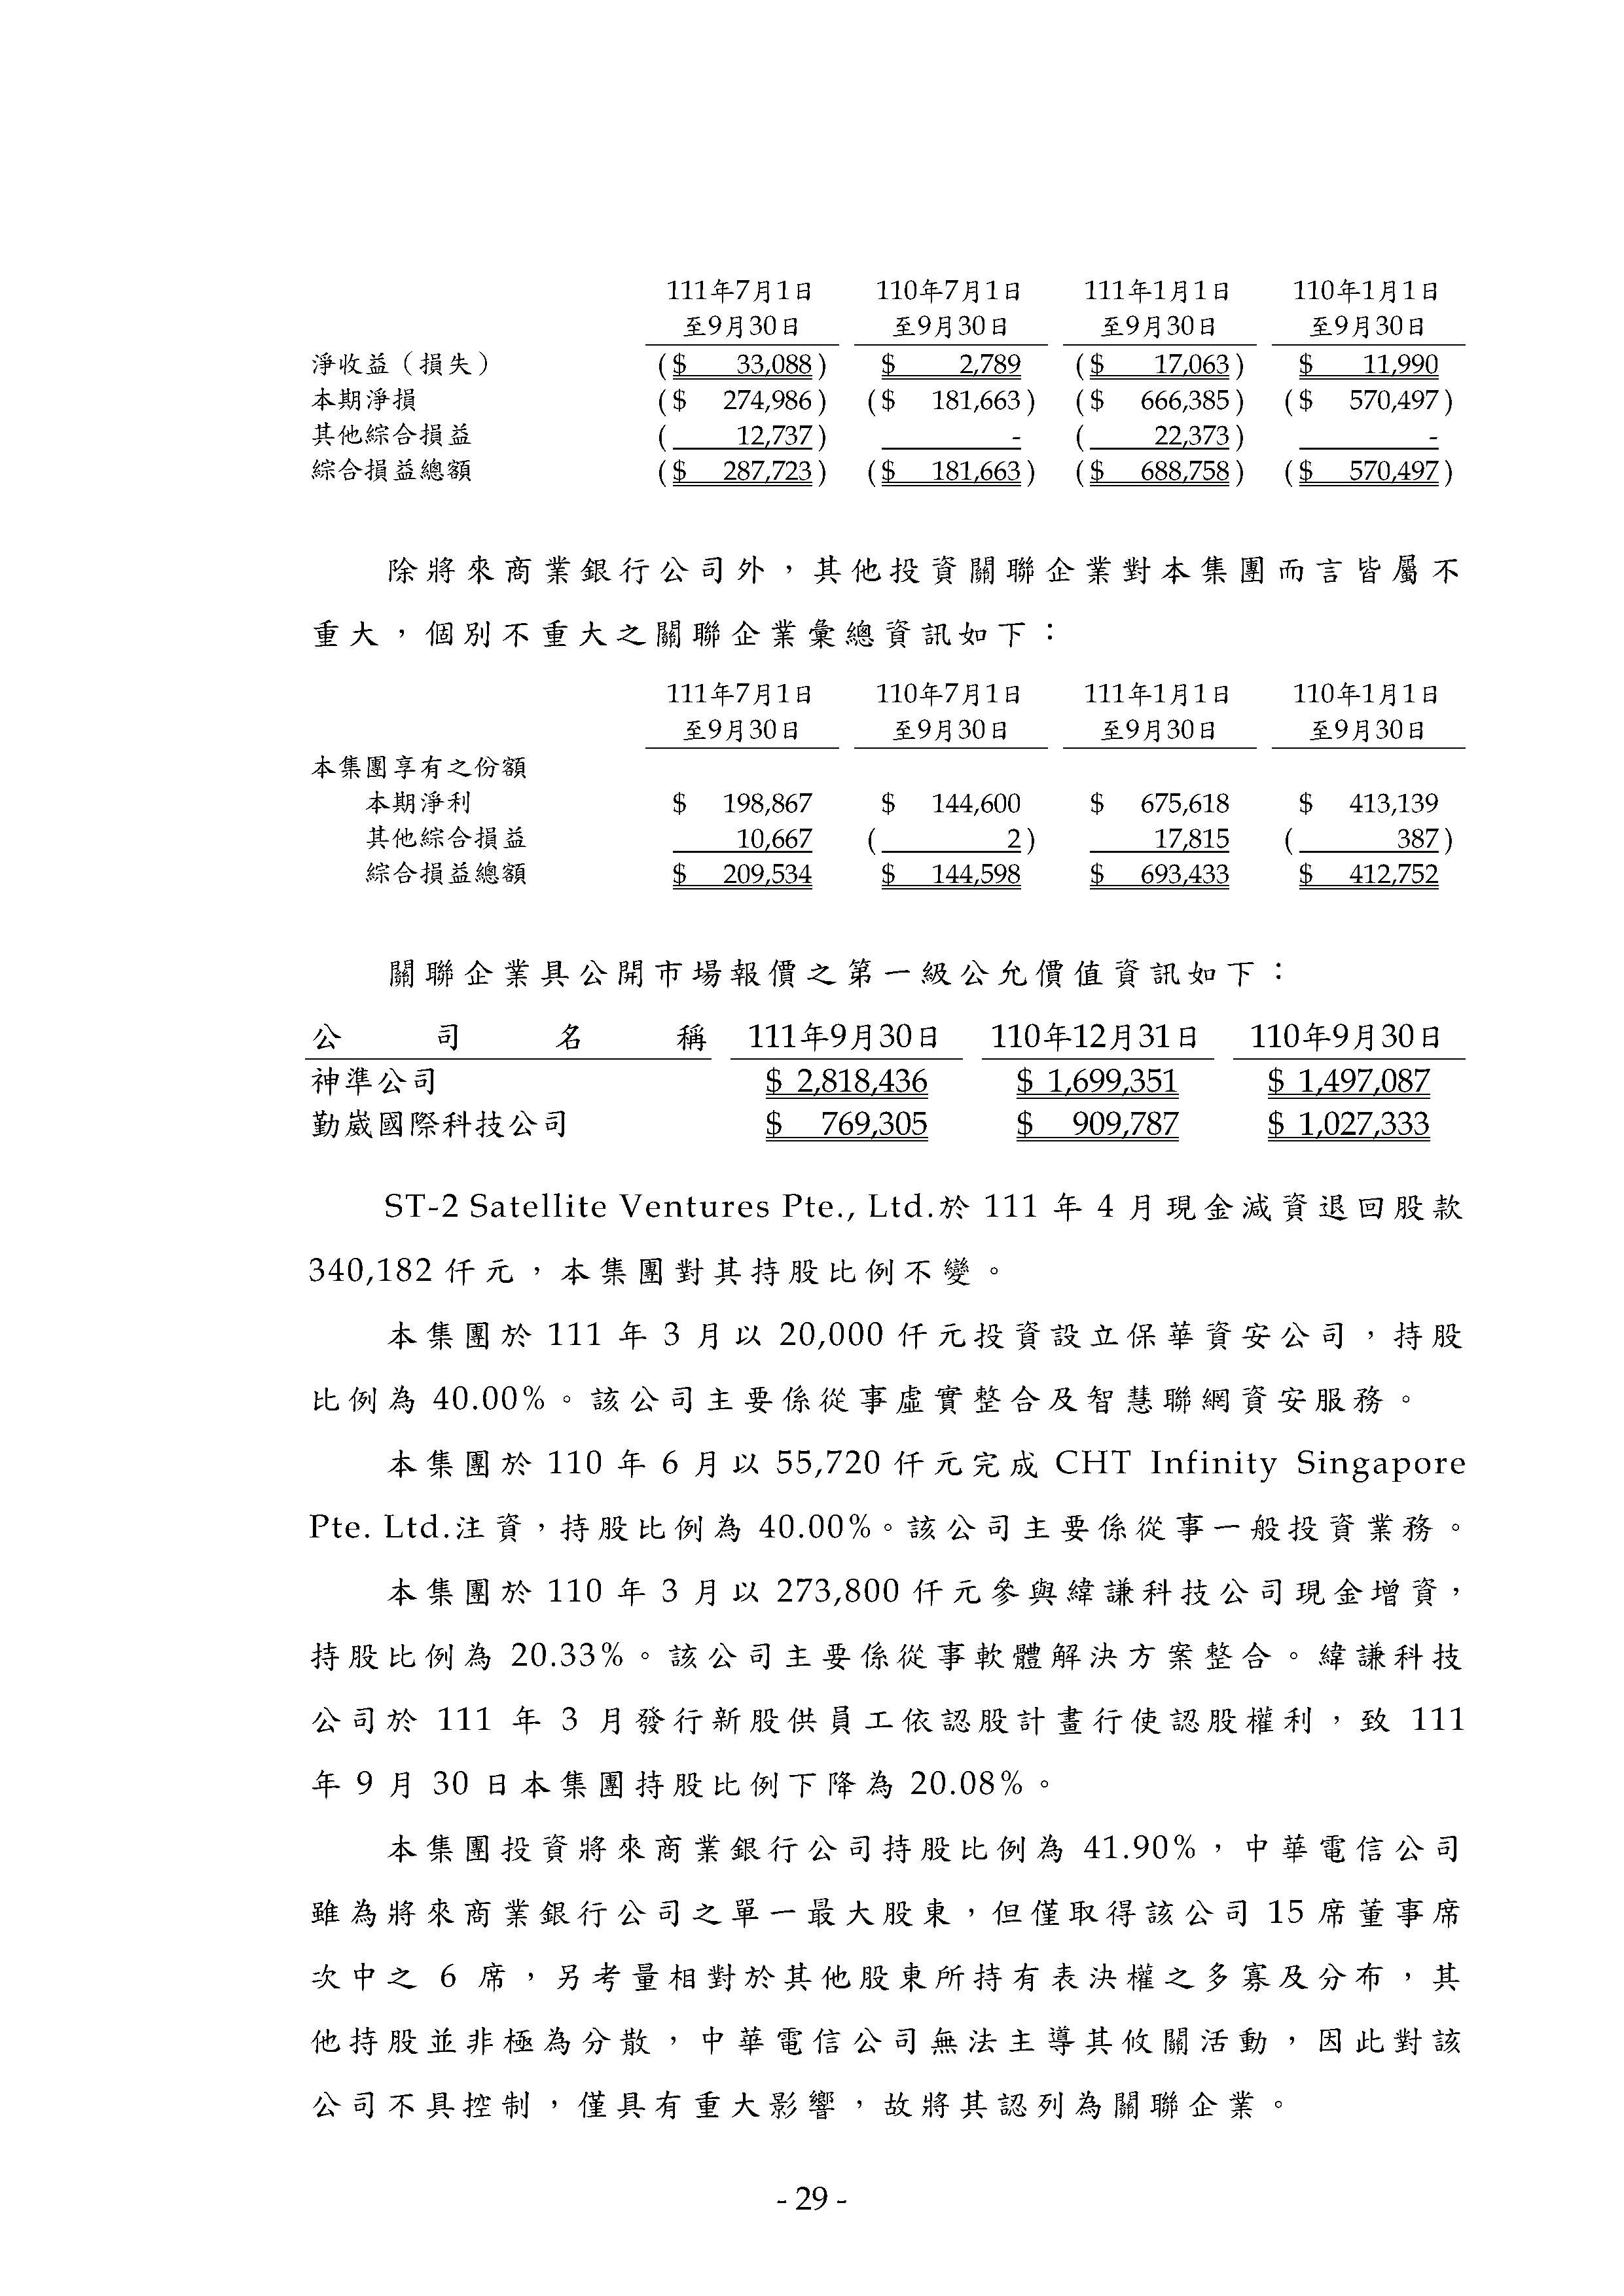 111年7月1日 110年7月1日 111年1月1日 110年1月1日
至9月30日 至9月30日 至9月30日 至9月30日
淨收益（損失） ($ 33,088) $ 2,789 ($ 17,063) $ 11,990
本期淨損 ($ 274,986) ($ 181,663) ($ 666,385) ($ 570,497)
其他綜合損益 ( 12,737) - ( 22,373) -
綜合損益總額 ($ 287,723) ($ 181,663) ($ 688,758) ($ 570,497)
除將來商業銀行公司外，其他投資關聯企業對本集團而言皆屬不
重大，個別不重大之關聯企業彙總資訊如下：
111年7月1日 110年7月1日 111年1月1日 110年1月1日
至9月30日 至9月30日 至9月30日 至9月30日
本集團享有之份額
本期淨利 $ 198,867 $ 144,600 $ 675,618 $ 413,139
其他綜合損益 10,667 ( 2) 17,815 ( 387)
綜合損益總額 $ 209,534 $ 144,598 $ 693,433 $ 412,752
關聯企業具公開市場報價之第一級公允價值資訊如下：
公司名稱 111年9月30日 110年12月31日 110年9月30日
神準公司 $ 2,818,436 $ 1,699,351 $ 1,497,087
勤崴國際科技公司 $ 769,305 $ 909,787 $ 1,027,333
ST-2 Satellite Ventures Pte., Ltd.於 111 年 4 月現金減資退回股款
340,182 仟元，本集團對其持股比例不變。
本集團於 111 年 3 月以 20,000 仟元投資設立保華資安公司，持股
比例為 40.00%。該公司主要係從事虛實整合及智慧聯網資安服務。
本集團於 110 年 6 月以 55,720 仟元完成 CHT Infinity Singapore
Pte. Ltd.注資，持股比例為 40.00%。該公司主要係從事一般投資業務。
本集團於 110 年 3 月以 273,800 仟元參與緯謙科技公司現金增資，
持股比例為 20.33%。該公司主要係從事軟體解決方案整合。緯謙科技
公司於 111 年 3 月發行新股供員工依認股計畫行使認股權利，致 111
年 9 月 30 日本集團持股比例下降為 20.08%。
本集團投資將來商業銀行公司持股比例為 41.90%，中華電信公司
雖為將來商業銀行公司之單一最大股東，但僅取得該公司 15 席董事席
次中之 6 席，另考量相對於其他股東所持有表決權之多寡及分布，其
他持股並非極為分散，中華電信公司無法主導其攸關活動，因此對該
公司不具控制，僅具有重大影響，故將其認列為關聯企業。
- 29 -